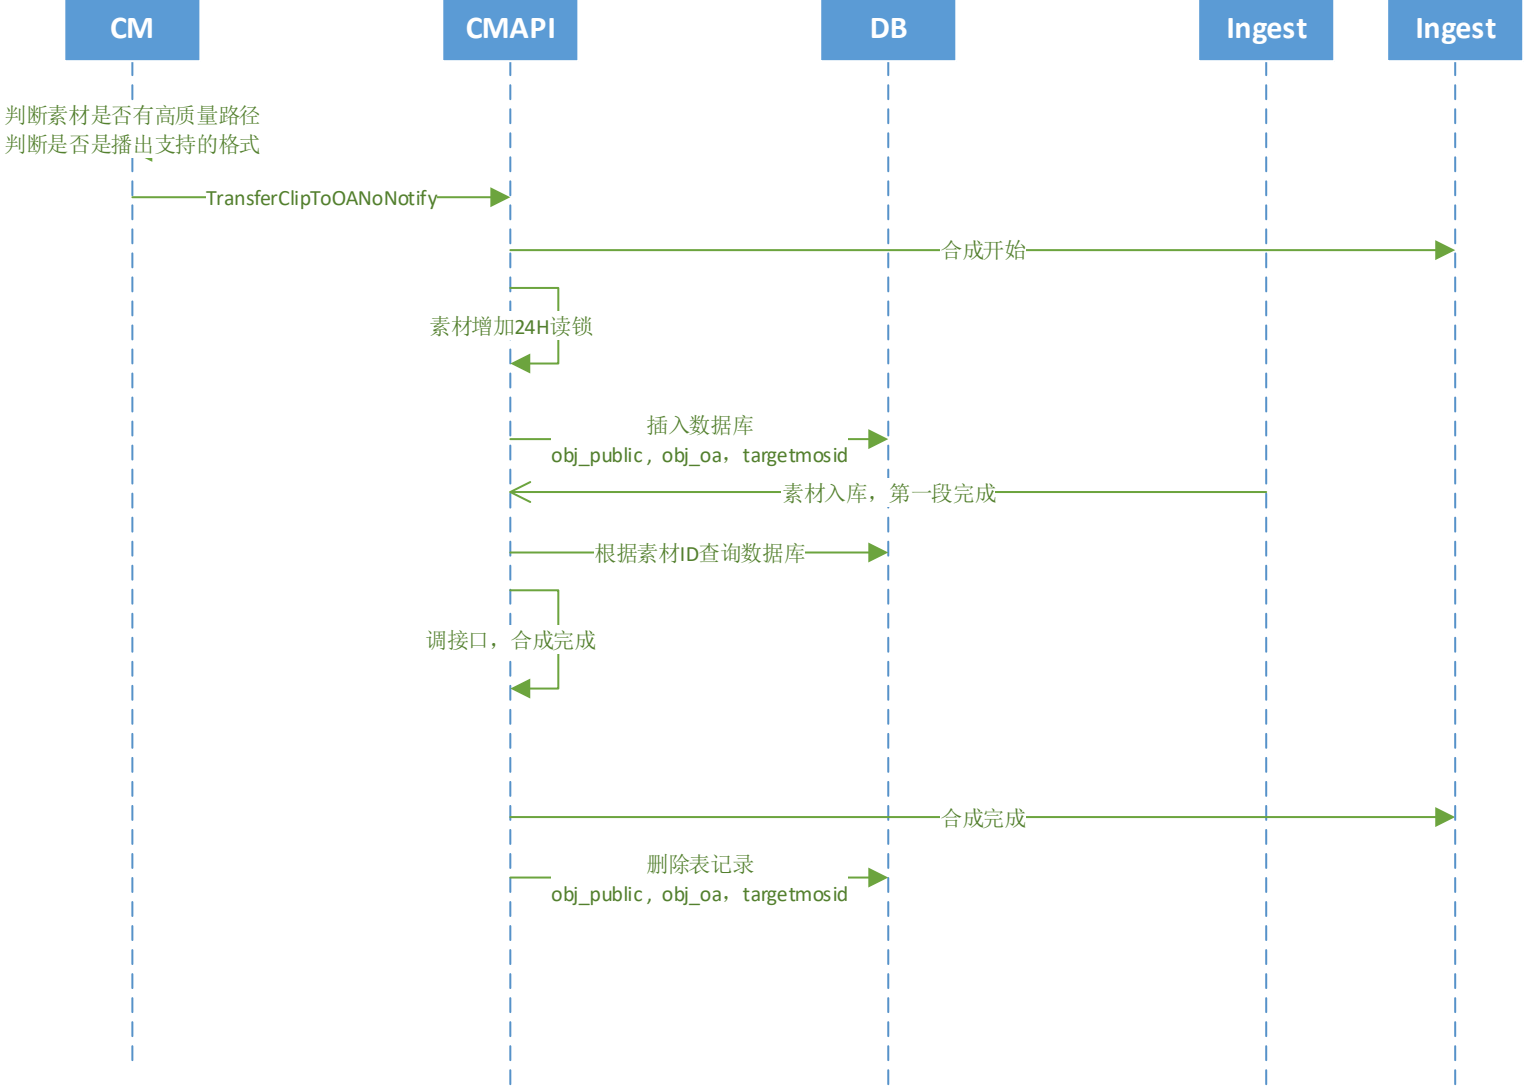 CM
CMAPI
DB
Ingest
Ingest
判断素材是否有高质量路径
判断是否是播出支持的格式
TransferClipToOANoNotify
合成开始
素材增加24H读锁
插入数据库
obj_public, obj_oa，targetmosid
素材入库，第一段完成
根据素材ID查询数据库
调接口，合成完成
合成完成
删除表记录
obj_public, obj_oa，targetmosid